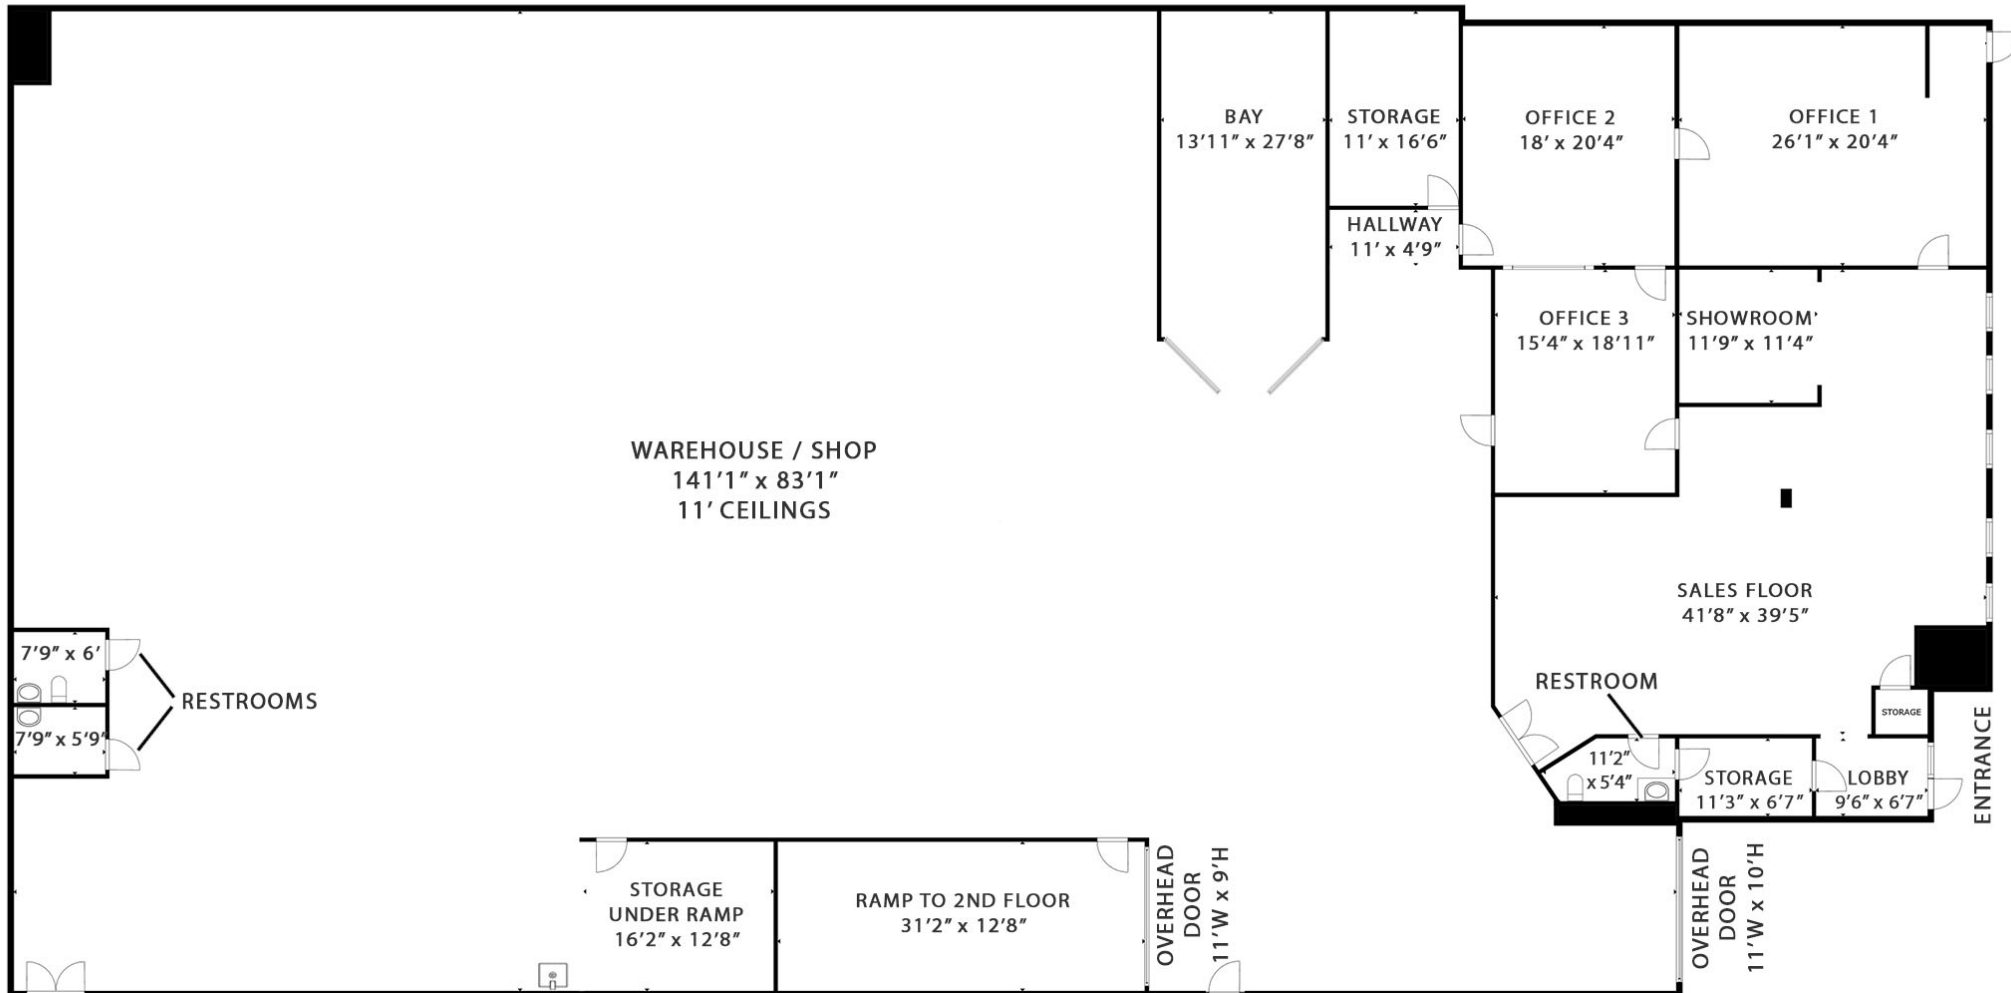 BAY
13'11" x 27'8"
STORAGE
11' x 16'6"
OFFICE 2
18' x 20'4"
OFFICE 1
26'1" x 20'4"
HALLWAY
11' x 4'9"
OFFICE 3
15'4" x 18'11"
SHOWROOM
11'9" x 11'4"
WAREHOUSE / SHOP
141'1" x 83'1"
11' CEILINGS
SALES FLOOR
41'8" x 39'5"
7'9" x 6'
RESTROOMS
7'9" x 5'9"
RESTROOM
STORAGE
ENTRANCE
11'2"
x 5'4"
STORAGE
11'3" x 6'7"
LOBBY
9'6" x 6'7"
STORAGE
UNDER RAMP
16'2" x 12'8"
RAMP TO 2ND FLOOR
31'2" x 12'8"
OVERHEAD
DOOR
11'W x 9'H
OVERHEAD
DOOR
11'W x 10'H